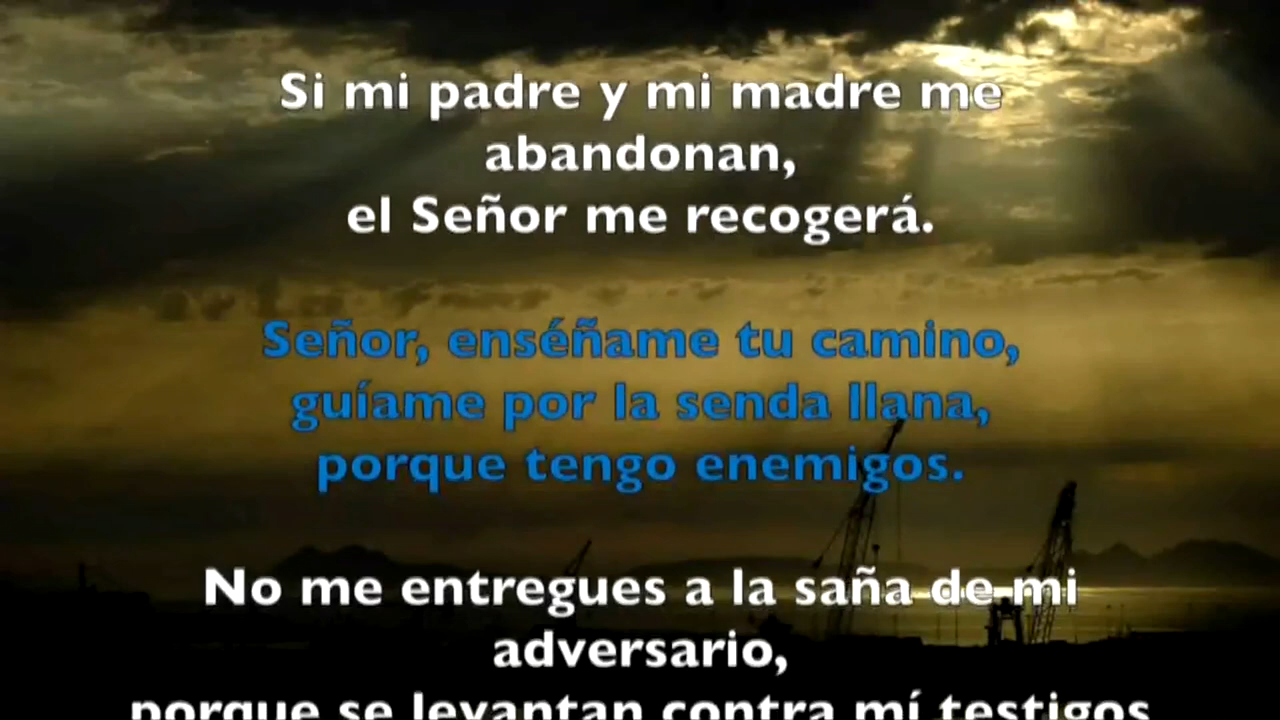 Si mi padre y mi madre me
abandonan,
el Señor me recogerá.
Señor, enséñame tu camino,
guíame por la senda llana,
porque tengo enemigos.
No me entregues a la saña de mi
adversario,
porque se levantan contra mí testigos